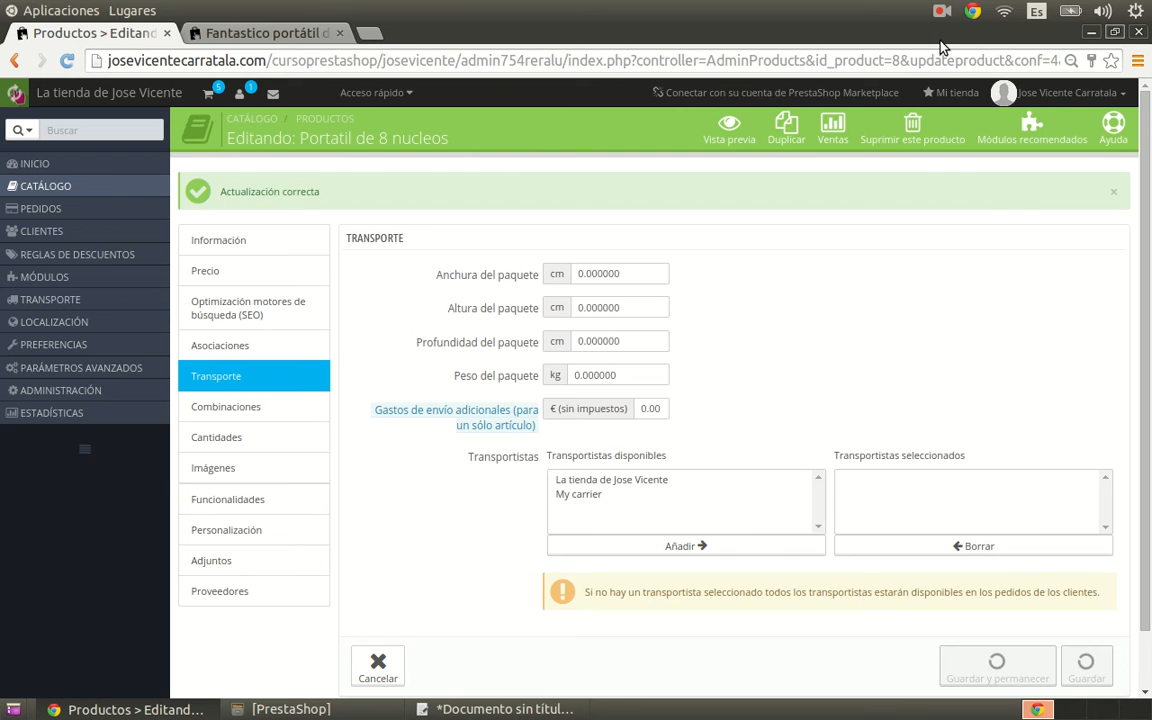 Aplicaciones Lugares
Es
Productos > Editand
Fantastico portátil d
josevicentecarratala.com/cursoprestashop/josevicente/admin754reralu/index.php?controller=AdminProducts&id_product=8&updateproduct&conf=4
La tienda de Jose Vicente
5
1
Acceso rápido
Conectar con su cuenta de PrestaShop Marketplace
Mi tienda
Jose Vicente Carratala
Buscar
INICIO
CATÁLOGO
PEDIDOS
CLIENTES
REGLAS DE DESCUENTOS
MÓDULOS
TRANSPORTE
LOCALIZACIÓN
PREFERENCIAS
PARÁMETROS AVANZADOS
ADMINISTRACIÓN
ESTADÍSTICAS
CATÁLOGO / PRODUCTOS
Editando: Portatil de 8 nucleos
Vista previa
Duplicar
Ventas
Suprimir este producto
Módulos recomendados
Ayuda
Actualización correcta
×
Información
Precio
Optimización motores de
búsqueda (SEO)
Asociaciones
Transporte
Combinaciones
Cantidades
Imágenes
Funcionalidades
Personalización
Adjuntos
Proveedores
TRANSPORTE
Anchura del paquete cm 0.000000
Altura del paquete cm 0.000000
Profundidad del paquete cm 0.000000
Peso del paquete kg 0.000000
Gastos de envío adicionales (para
un sólo artículo) € (sin impuestos) 0.00
Transportistas
Transportistas disponibles
La tienda de Jose Vicente
My carrier
Añadir
Transportistas seleccionados
Borrar
Si no hay un transportista seleccionado todos los transportistas estarán disponibles en los pedidos de los clientes.
Cancelar
Guardar y permanecer
Guardar
Productos > Editand...
[PrestaShop]
*Documento sin títul...